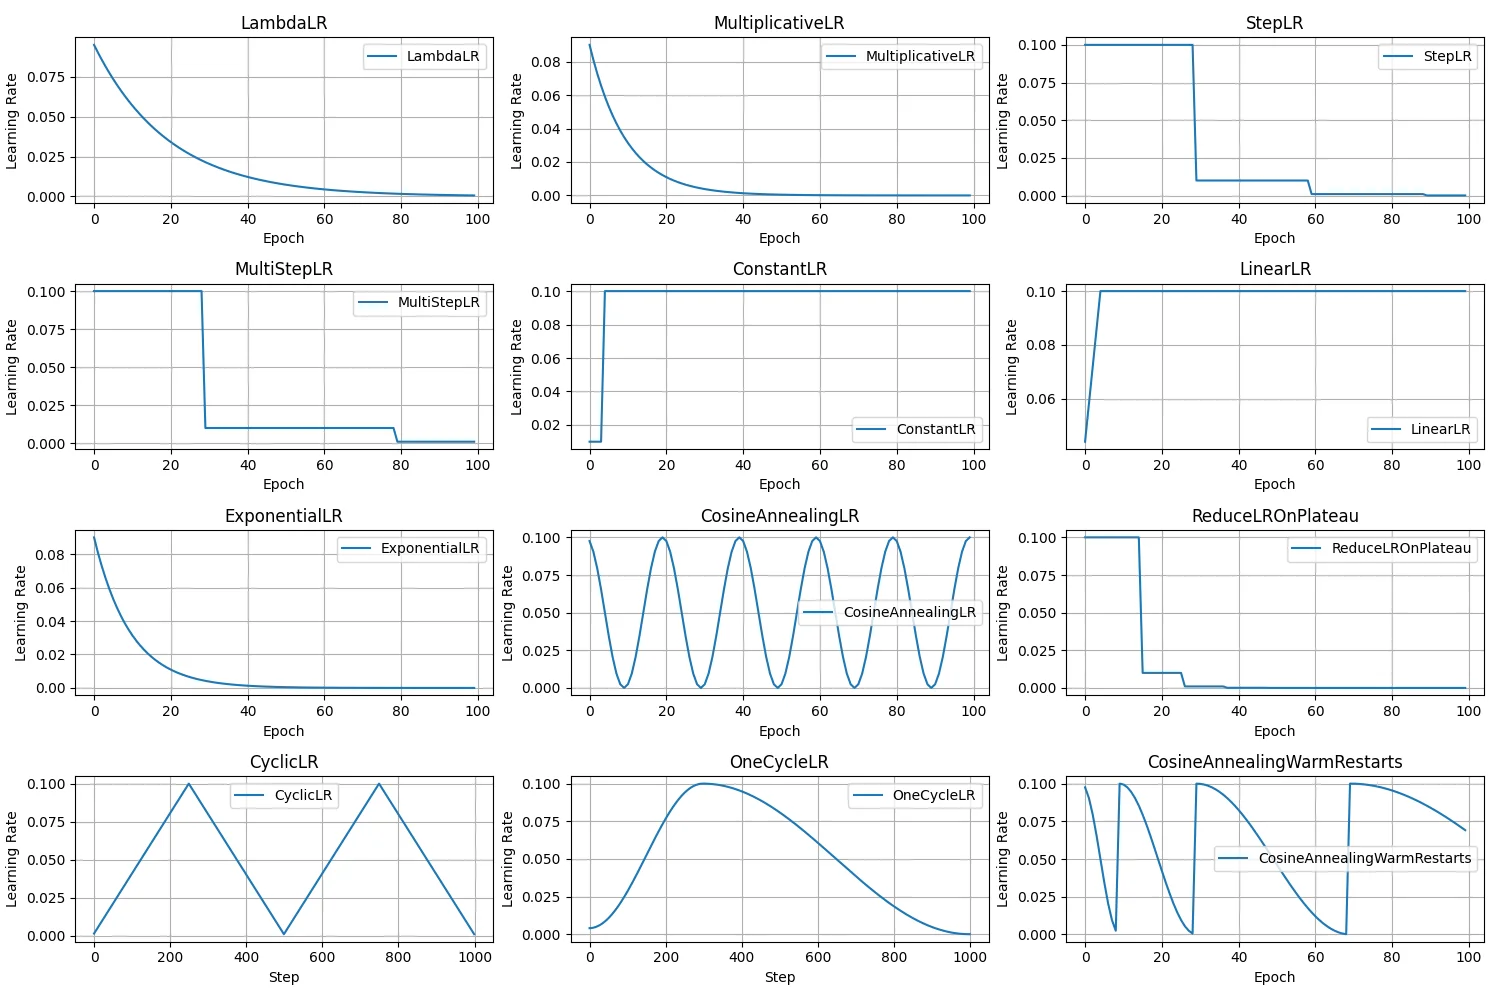 LambdaLR
LambdaLR
0.075
0.050
0.025
0.000
Learning Rate
0 20 40 60 80 100
Epoch
MultiplicativeLR
MultiplicativeLR
0.08
0.06
0.04
0.02
0.00
Learning Rate
0 20 40 60 80 100
Epoch
StepLR
StepLR
0.100
0.075
0.050
0.025
0.000
Learning Rate
0 20 40 60 80 100
Epoch
MultiStepLR
MultiStepLR
0.100
0.075
0.050
0.025
0.000
Learning Rate
0 20 40 60 80 100
Epoch
ConstantLR
0.10
0.08
0.06
0.04
0.02
Learning Rate
ConstantLR
0 20 40 60 80 100
Epoch
LinearLR
0.10
0.08
0.06
Learning Rate
LinearLR
0 20 40 60 80 100
Epoch
ExponentialLR
ExponentialLR
0.08
0.06
0.04
0.02
0.00
Learning Rate
0 20 40 60 80 100
Epoch
CosineAnnealingLR
0.100
0.075
0.050
0.025
0.000
Learning Rate
CosineAnnealingLR
0 20 40 60 80 100
Epoch
ReduceLROnPlateau
ReduceLROnPlateau
0.100
0.075
0.050
0.025
0.000
Learning Rate
0 20 40 60 80 100
Epoch
CyclicLR
CyclicLR
0.100
0.075
0.050
0.025
0.000
Learning Rate
0 200 400 600 800 1000
Step
OneCycleLR
OneCycleLR
0.100
0.075
0.050
0.025
0.000
Learning Rate
0 200 400 600 800 1000
Step
CosineAnnealingWarmRestarts
0.100
0.075
0.050
0.025
0.000
Learning Rate
CosineAnnealingWarmRestarts
0 20 40 60 80 100
Epoch